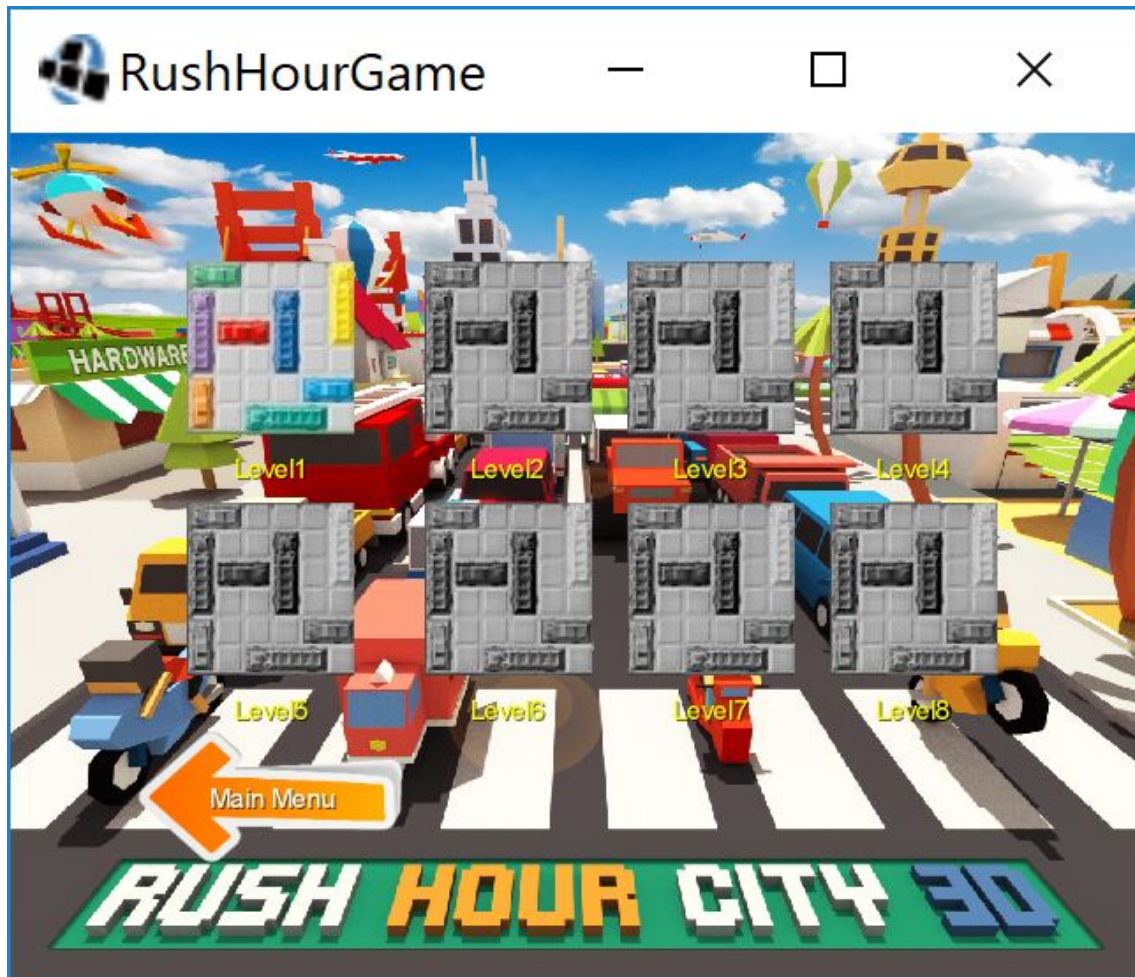 RushHourGame
HARDWARE
Level1 Level2 Level3 Level4
Level5 Level6 Level7 Level8
Main Menu
RUSH HOUR CITY 3D